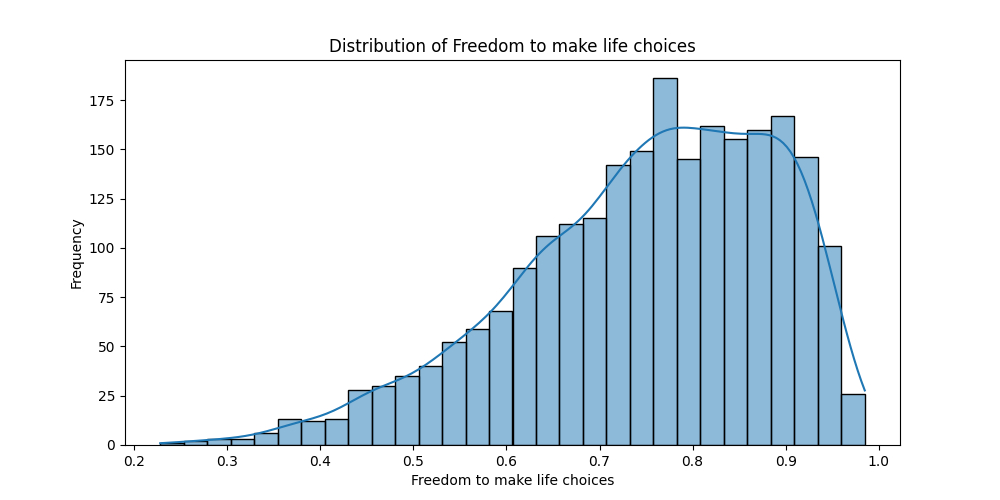 Distribution of Freedom to make life choices
175
150
125
100
75
50
25
0
Frequency
0.2 0.3 0.4 0.5 0.6 0.7 0.8 0.9 1.0
Freedom to make life choices